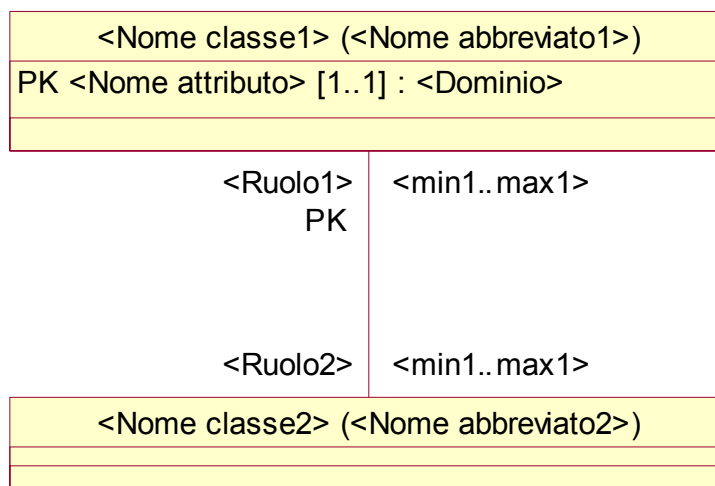 <Nome classe1> (<Nome abbreviato1>)
PK <Nome attributo> [1..1] : <Dominio>
<Ruolo1> <min1..max1>
PK
<Ruolo2> <min1..max1>
<Nome classe2> (<Nome abbreviato2>)